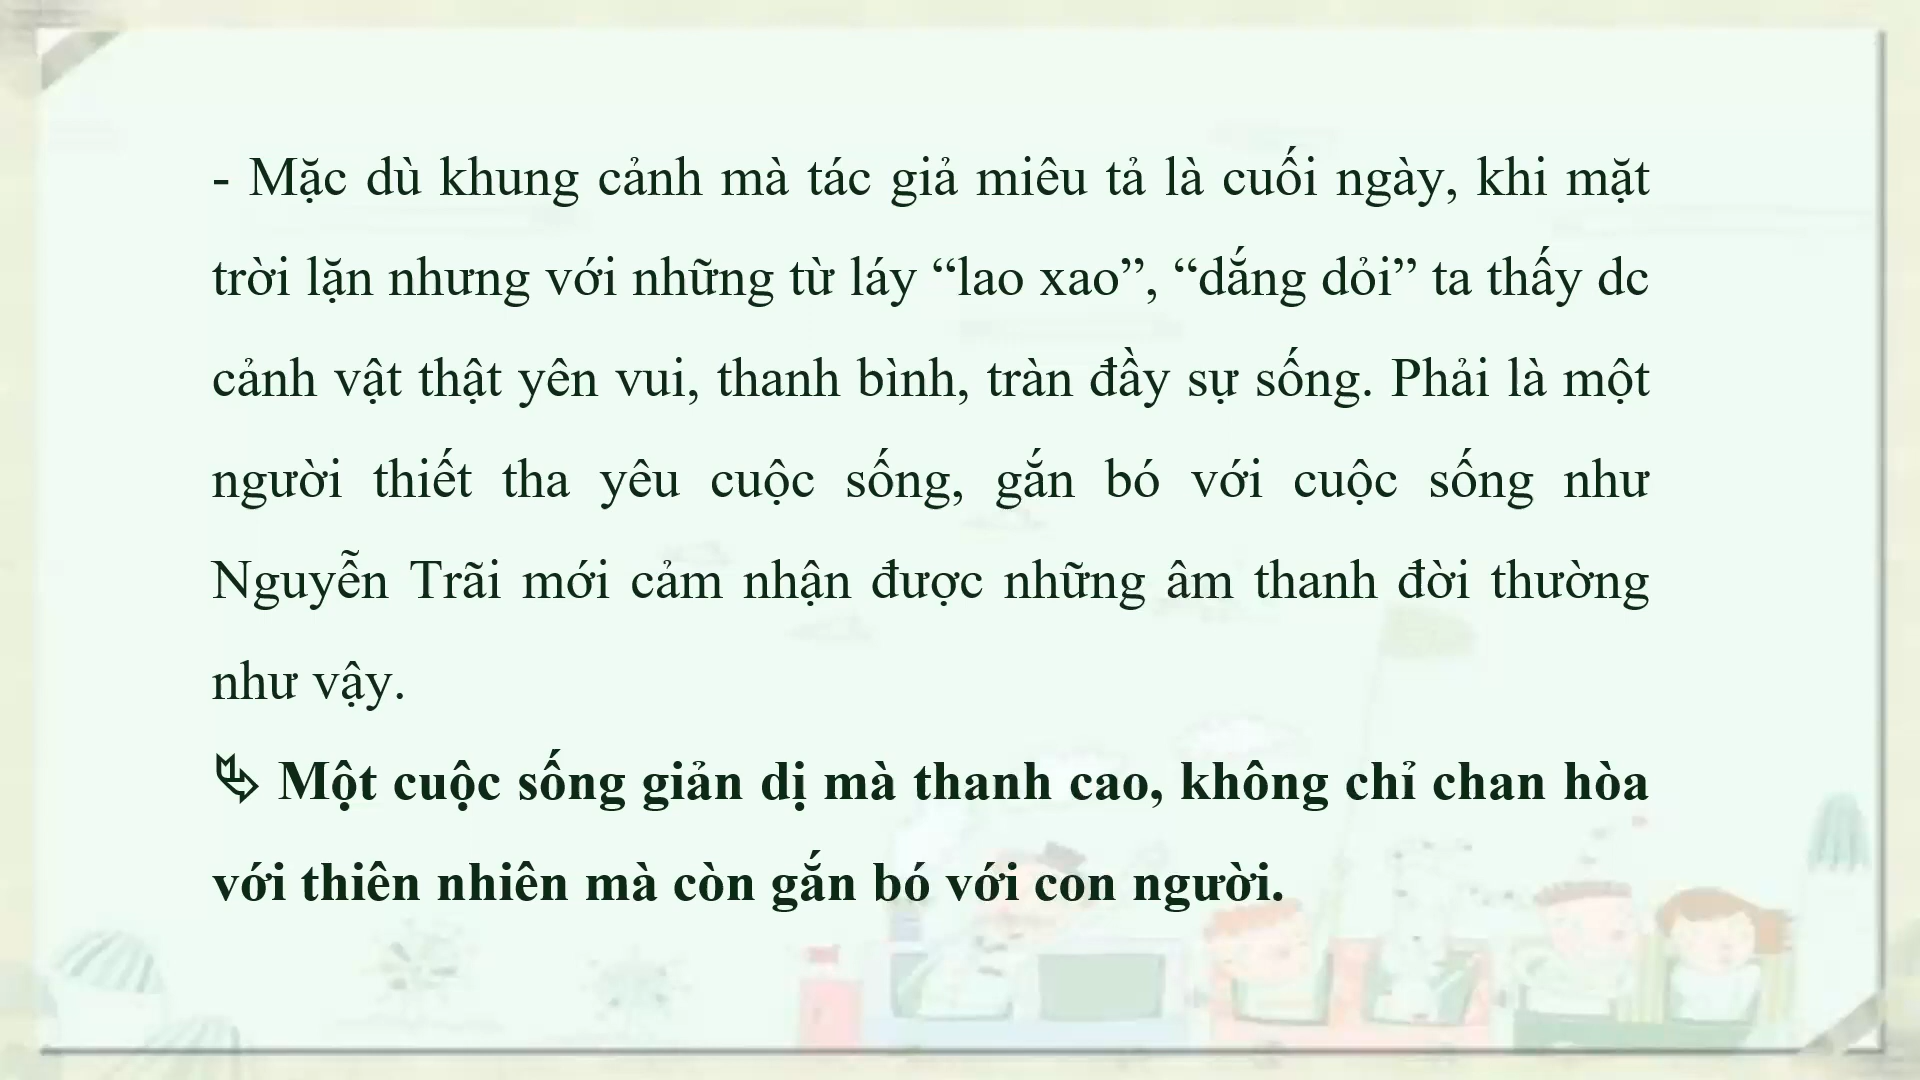 - Mặc dù khung cảnh mà tác giả miêu tả là cuối ngày, khi mặt
trời lặn nhưng với những từ láy “lao xao”, “dắng dỏi” ta thấy dc
cảnh vật thật yên vui, thanh bình, tràn đầy sự sống. Phải là một
người thiết tha yêu cuộc sống, gắn bó với cuộc sống như
Nguyễn Trãi mới cảm nhận được những âm thanh đời thường
như vậy.
⮱ Một cuộc sống giản dị mà thanh cao, không chỉ chan hòa
với thiên nhiên mà còn gắn bó với con người.